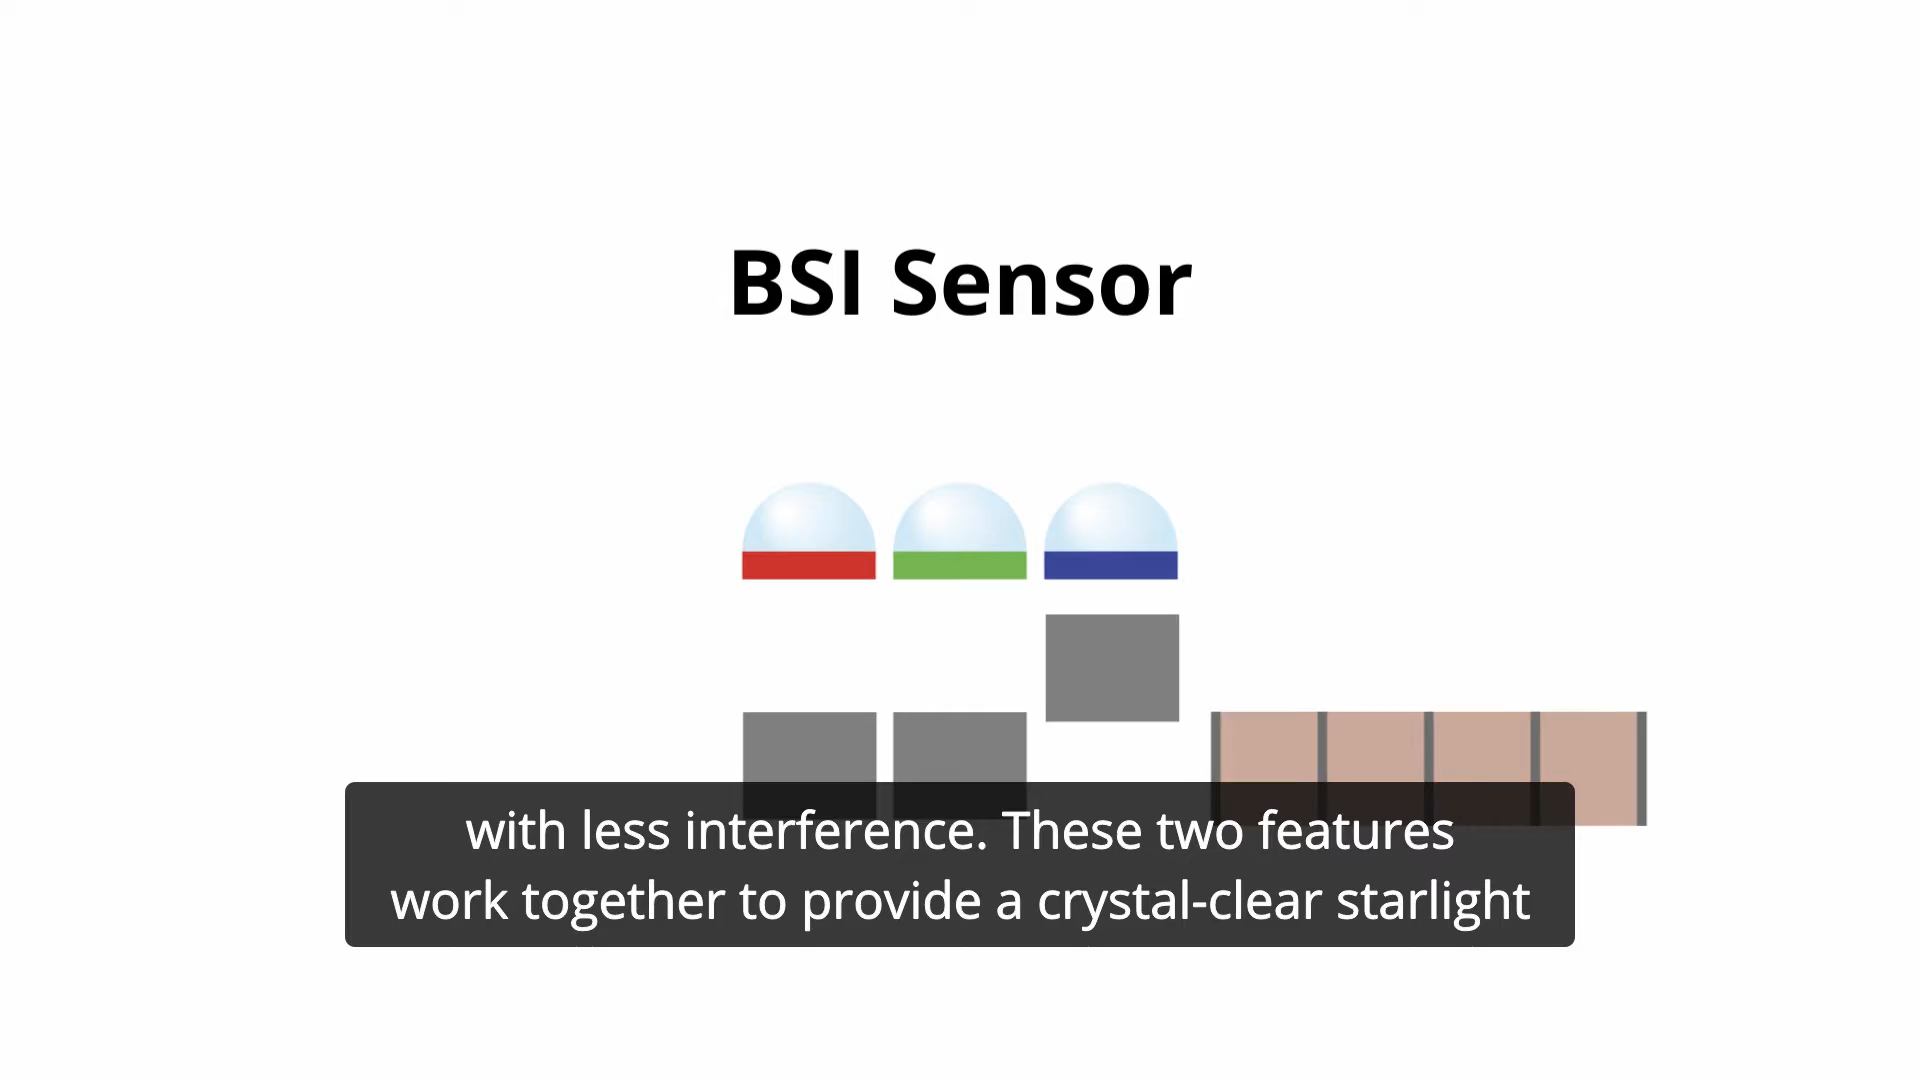 BSI Sensor
with less interference. These two features
work together to provide a crystal-clear starlight